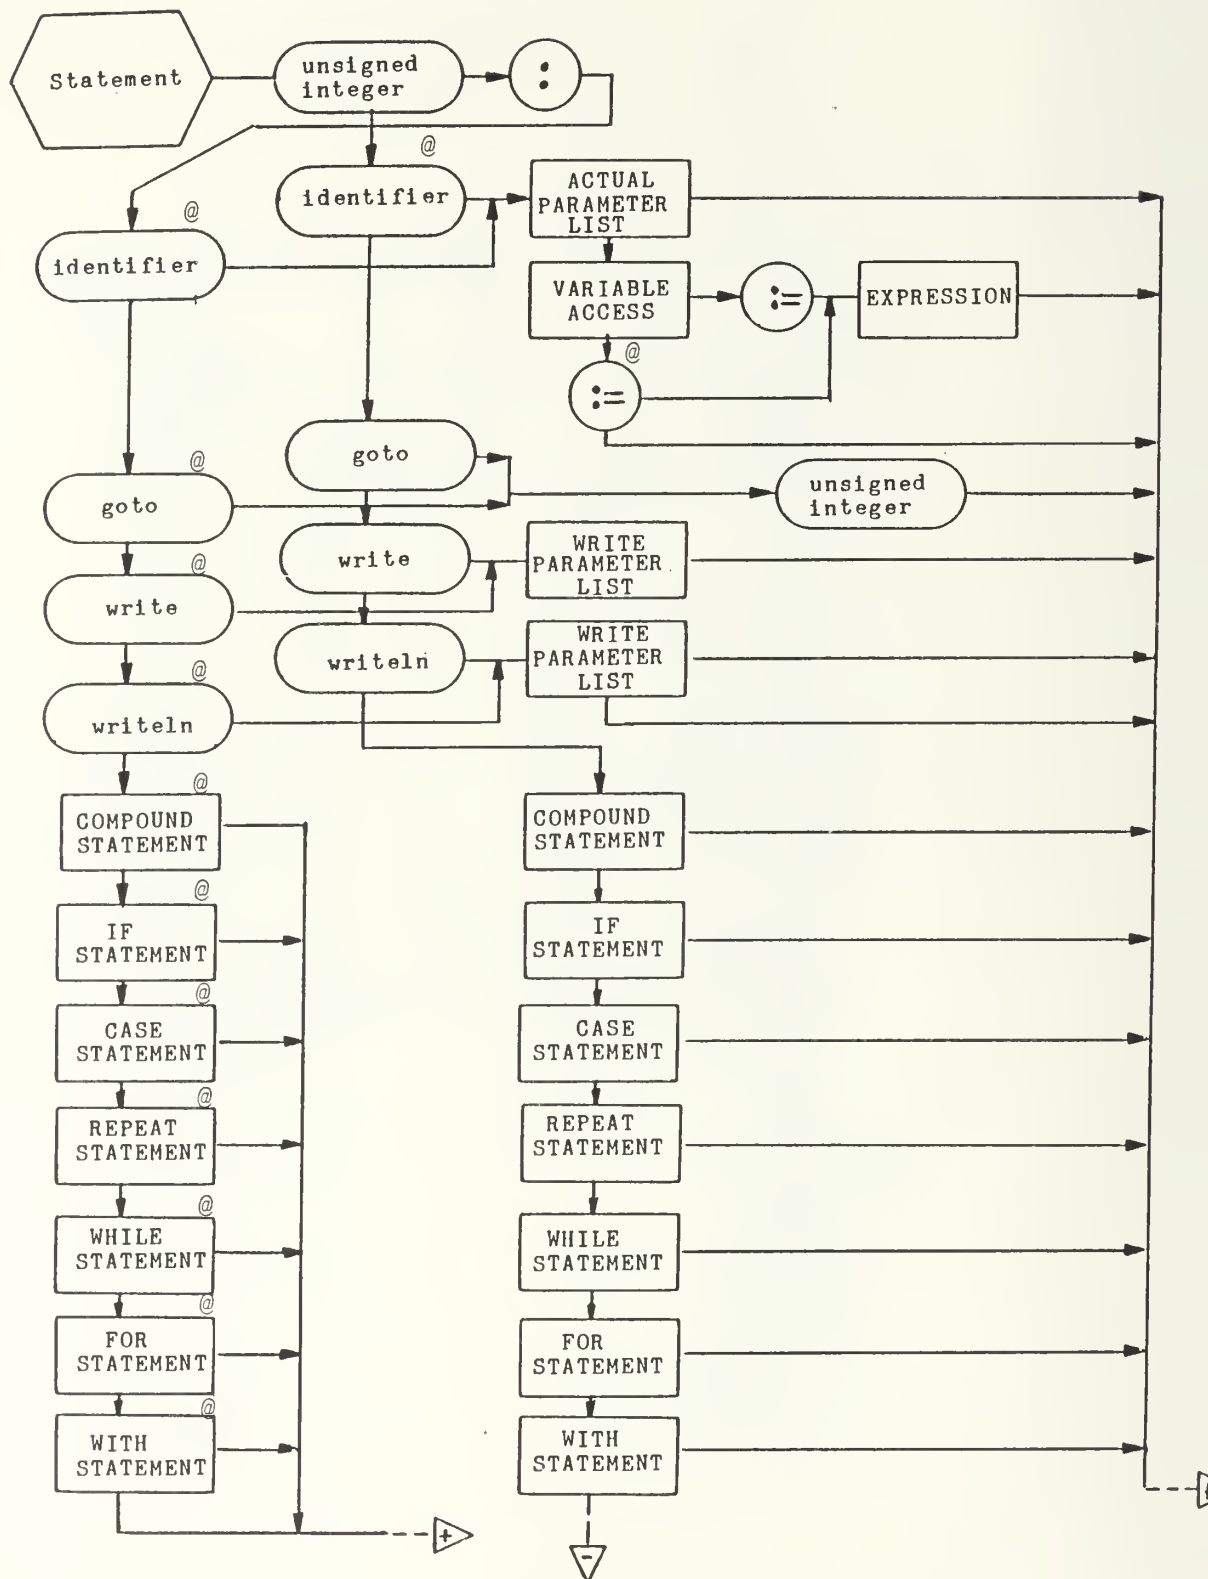 Statement
unsigned
integer
:
@
identifier
ACTUAL
PARAMETER
LIST
@
identifier
VARIABLE
ACCESS
:=
EXPRESSION
@
:=
goto
@
goto
unsigned
integer
write
WRITE
PARAMETER
LIST
@
write
writeln
WRITE
PARAMETER
LIST
@
writeln
@
COMPOUND
STATEMENT
COMPOUND
STATEMENT
@
IF
STATEMENT
IF
STATEMENT
@
CASE
STATEMENT
CASE
STATEMENT
@
REPEAT
STATEMENT
REPEAT
STATEMENT
@
WHILE
STATEMENT
WHILE
STATEMENT
@
FOR
STATEMENT
FOR
STATEMENT
@
WITH
STATEMENT
WITH
STATEMENT
+
-